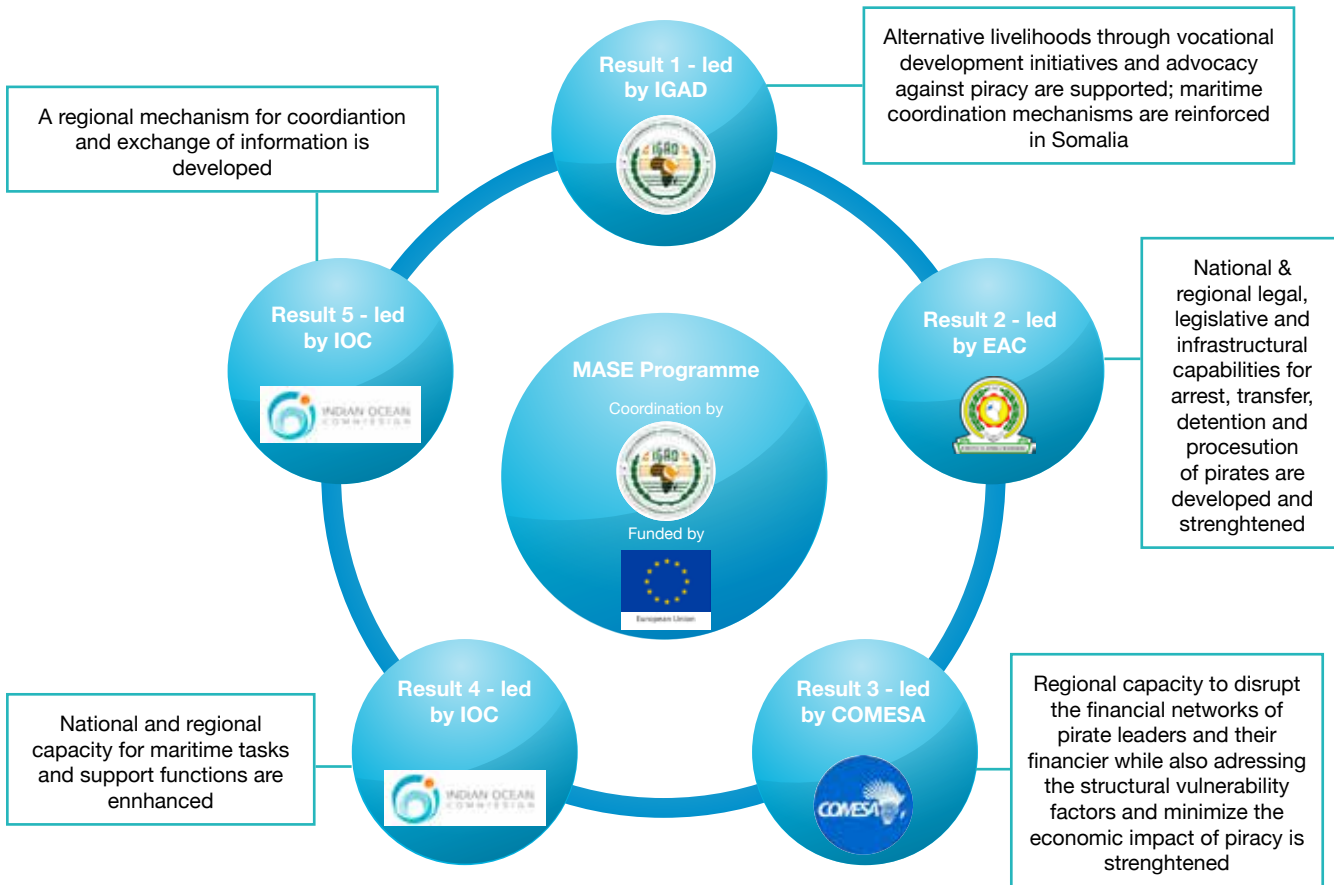 Result 1 - led
by IGAD
IGAD
Alternative livelihoods through vocational
development initiatives and advocacy
against piracy are supported; maritime
coordination mechanisms are reinforced
in Somalia
A regional mechanism for coordiantion
and exchange of information is
developed
Result 5 - led
by IOC
INDIAN OCEAN
COMMISSION
Result 2 - led
by EAC
National &
regional legal,
legislative and
infrastructural
capabilities for
arrest, transfer,
detention and
procesution
of pirates are
developed and
strenghtened
MASE Programme
Coordination by
IGAD
Funded by
European Union
Result 4 - led
by IOC
INDIAN OCEAN
COMMISSION
National and regional
capacity for maritime tasks
and support functions are
ennhanced
Result 3 - led
by COMESA
COMESA
Regional capacity to disrupt
the financial networks of
pirate leaders and their
financier while also adressing
the structural vulnerability
factors and minimize the
economic impact of piracy is
strenghtened